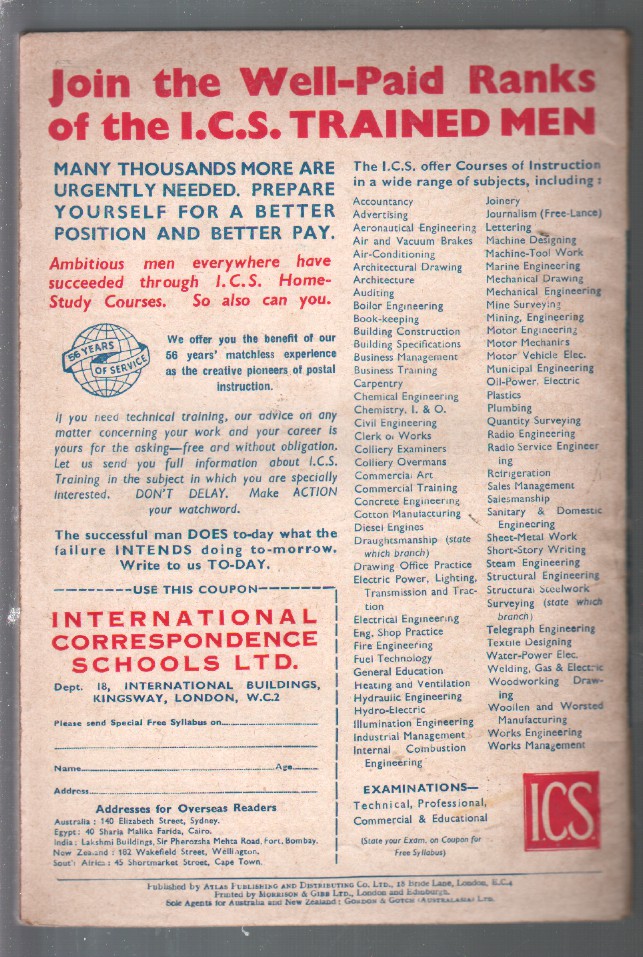 Join the Well-Paid Ranks
of the I.C.S. TRAINED MEN
MANY THOUSANDS MORE ARE
URGENTLY NEEDED. PREPARE
YOURSELF FOR A BETTER
POSITION AND BETTER PAY.
Ambitious men everywhere have
succeeded through I.C.S. Home-
Study Courses. So also can you.
56 YEARS
OF SERVICE
We offer you the benefit of our
56 years' matchless experience
as the creative pioneers of postal
instruction.
If you need technical training, our advice on any
matter concerning your work and your career is
yours for the asking—free and without obligation.
Let us send you full information about I.C.S.
Training in the subject in which you are specially
interested. DON'T DELAY. Make ACTION
your watchword.
The successful man DOES to-day what the
failure INTENDS doing to-morrow.
Write to us TO-DAY.
USE THIS COUPON
INTERNATIONAL
CORRESPONDENCE
SCHOOLS LTD.
Dept. 18, INTERNATIONAL BUILDINGS,
KINGSWAY, LONDON, W.C.2
Please send Special Free Syllabus on
Name Age
Address
Addresses for Overseas Readers
Australia : 140 Elizabeth Street, Sydney.
Egypt : 40 Sharia Malika Farida, Cairo.
India : Lakshmi Buildings, Sir Pherozsha Mehta Road, Fort, Bombay.
New Zealand : 182 Wakefield Street, Wellington.
South Africa : 45 Shortmarket Street, Cape Town.
The I.C.S. offer Courses of Instruction
in a wide range of subjects, including :
Accountancy
Advertising
Aeronautical Engineering
Air and Vacuum Brakes
Air-Conditioning
Architectural Drawing
Architecture
Auditing
Boiler Engineering
Book-keeping
Building Construction
Building Specifications
Business Management
Business Training
Carpentry
Chemical Engineering
Chemistry, I. & O.
Civil Engineering
Clerk of Works
Colliery Examiners
Colliery Overmans
Commercial Art
Commercial Training
Concrete Engineering
Cotton Manufacturing
Diesel Engines
Draughtsmanship (state
which branch)
Drawing Office Practice
Electric Power, Lighting,
Transmission and Trac-
tion
Electrical Engineering
Eng. Shop Practice
Fire Engineering
Fuel Technology
General Education
Heating and Ventilation
Hydraulic Engineering
Hydro-Electric
Illumination Engineering
Industrial Management
Internal Combustion
Engineering
Joinery
Journalism (Free-Lance)
Lettering
Machine Designing
Machine-Tool Work
Marine Engineering
Mechanical Drawing
Mechanical Engineering
Mine Surveying
Mining, Engineering
Motor Engineering
Motor Mechanics
Motor Vehicle Elec.
Municipal Engineering
Oil-Power, Electric
Plastics
Plumbing
Quantity Surveying
Radio Engineering
Radio Service Engineer
ing
Refrigeration
Sales Management
Salesmanship
Sanitary & Domestic
Engineering
Sheet-Metal Work
Short-Story Writing
Steam Engineering
Structural Engineering
Structural Steelwork
Surveying (state which
branch)
Telegraph Engineering
Textile Designing
Water-Power Elec.
Welding, Gas & Electric
Woodworking Draw-
ing
Woollen and Worsted
Manufacturing
Works Engineering
Works Management
EXAMINATIONS—
Technical, Professional,
Commercial & Educational
(State your Exam. on Coupon for
Free Syllabus)
I.C.S.
Published by ATLAS PUBLISHING AND DISTRIBUTING CO. LTD., 18 Bride Lane, London, E.C.4
Printed by MORRISON & GIBB LTD., London and Edinburgh.
Sole Agents for Australia and New Zealand : GORDON & GOTCH (AUSTRALASIA) LTD.